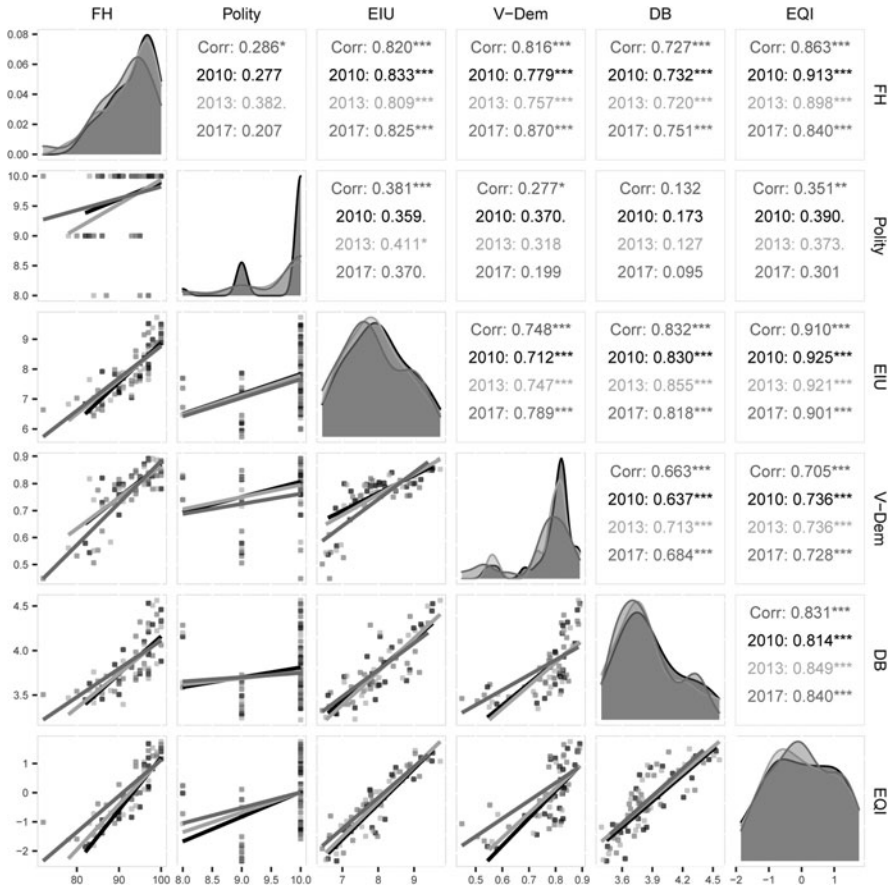 FH Polity EIU V-Dem DB EQI
0.08
0.06
0.04
0.02
0.00
Corr: 0.286*
2010: 0.277
2013: 0.382.
2017: 0.207
Corr: 0.820***
2010: 0.833***
2013: 0.809***
2017: 0.825***
Corr: 0.816***
2010: 0.779***
2013: 0.757***
2017: 0.870***
Corr: 0.727***
2010: 0.732***
2013: 0.720***
2017: 0.751***
Corr: 0.863***
2010: 0.913***
2013: 0.898***
2017: 0.840***
FH
10.0
9.5
9.0
8.5
8.0
Corr: 0.381***
2010: 0.359.
2013: 0.411*
2017: 0.370.
Corr: 0.277*
2010: 0.370.
2013: 0.318
2017: 0.199
Corr: 0.132
2010: 0.173
2013: 0.127
2017: 0.095
Corr: 0.351**
2010: 0.390.
2013: 0.373.
2017: 0.301
Polity
9
8
7
6
Corr: 0.748***
2010: 0.712***
2013: 0.747***
2017: 0.789***
Corr: 0.832***
2010: 0.830***
2013: 0.855***
2017: 0.818***
Corr: 0.910***
2010: 0.925***
2013: 0.921***
2017: 0.901***
EIU
0.9
0.8
0.7
0.6
0.5
Corr: 0.663***
2010: 0.637***
2013: 0.713***
2017: 0.684***
Corr: 0.705***
2010: 0.736***
2013: 0.736***
2017: 0.728***
V-Dem
4.5
4.0
3.5
Corr: 0.831***
2010: 0.814***
2013: 0.849***
2017: 0.840***
DB
1
0
−1
−2
EQI
80 90 100
8.0 8.5 9.0 9.5 10.0
6 7 8 9
0.5 0.6 0.7 0.8 0.9
3.6 3.9 4.2 4.5
−2 −1 0 1